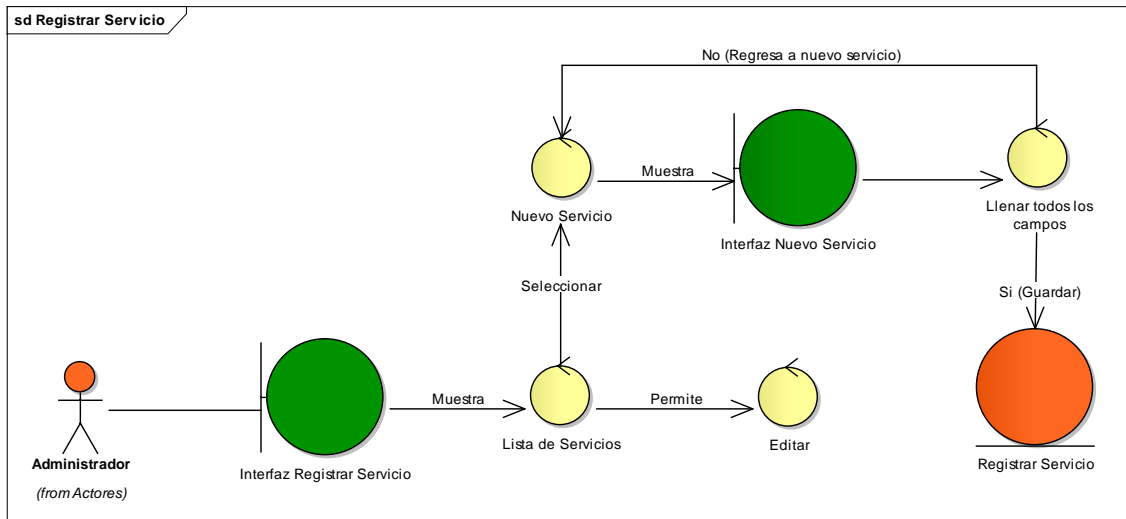 sd Registrar Servicio
No (Regresa a nuevo servicio)
Muestra
Nuevo Servicio
Interfaz Nuevo Servicio
Llenar todos los
campos
Seleccionar
Si (Guardar)
Muestra
Permite
Administrador
(from Actores)
Interfaz Registrar Servicio
Lista de Servicios
Editar
Registrar Servicio